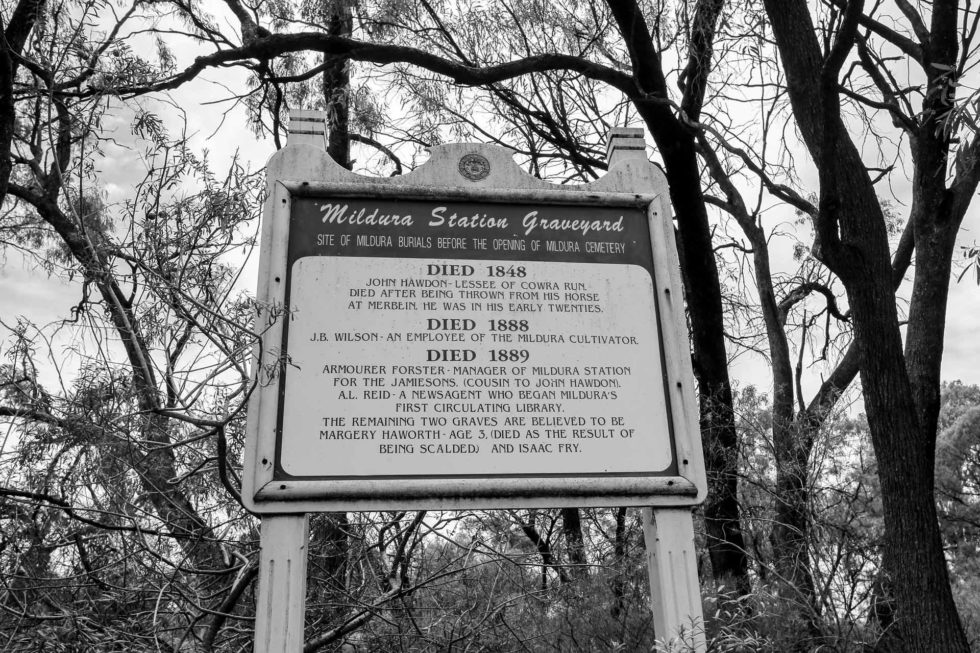 Mildura Station Graveyard
SITE OF MILDURA BURIALS BEFORE THE OPENING OF MILDURA CEMETERY
DIED 1848
JOHN HAWDON - LESSEE OF COWRA RUN.
DIED AFTER BEING THROWN FROM HIS HORSE
AT MERBEIN. HE WAS IN HIS EARLY TWENTIES.
DIED 1888
J.B. WILSON - AN EMPLOYEE OF THE MILDURA CULTIVATOR.
DIED 1889
ARMOURER FORSTER - MANAGER OF MILDURA STATION
FOR THE JAMIESONS. (COUSIN TO JOHN HAWDON).
A.L. REID - A NEWSAGENT WHO BEGAN MILDURA'S
FIRST CIRCULATING LIBRARY.
THE REMAINING TWO GRAVES ARE BELIEVED TO BE
MARGERY HAWORTH - AGE 3, (DIED AS THE RESULT OF
BEING SCALDED) AND ISAAC FRY.